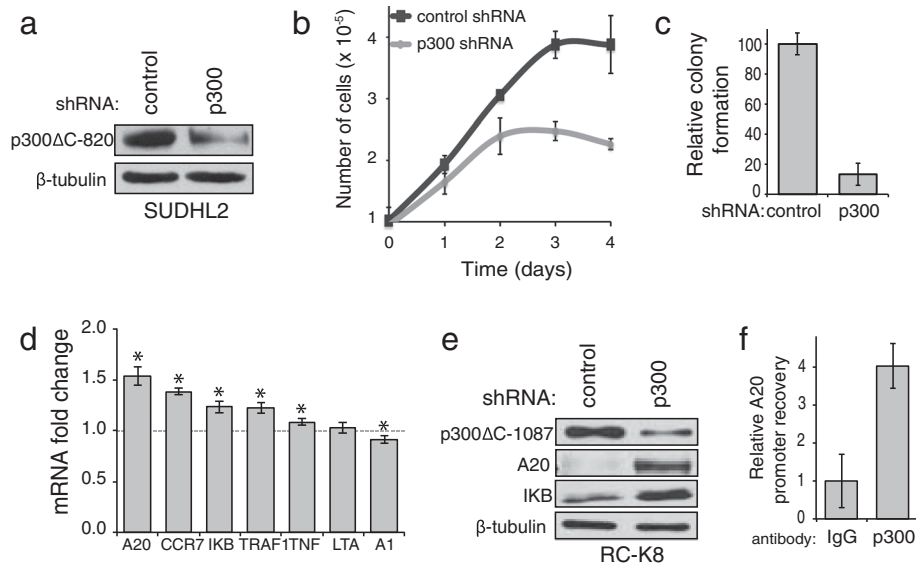 a
shRNA:
control
p300
p300ΔC-820
β-tubulin
SUDHL2
b
control shRNA
p300 shRNA
Number of cells (x 10⁻⁵)
4
3
2
1
0 1 2 3 4
Time (days)
c
Relative colony
formation
100
80
60
40
20
0
shRNA: control p300
d
mRNA fold change
2.0
1.5
1.0
0.5
0.0
* * * * * *
A20 CCR7 IKB TRAF1 TNF LTA A1
e
shRNA:
control
p300
p300ΔC-1087
A20
IKB
β-tubulin
RC-K8
f
Relative A20
promoter recovery
4
2
1
0
antibody: IgG p300